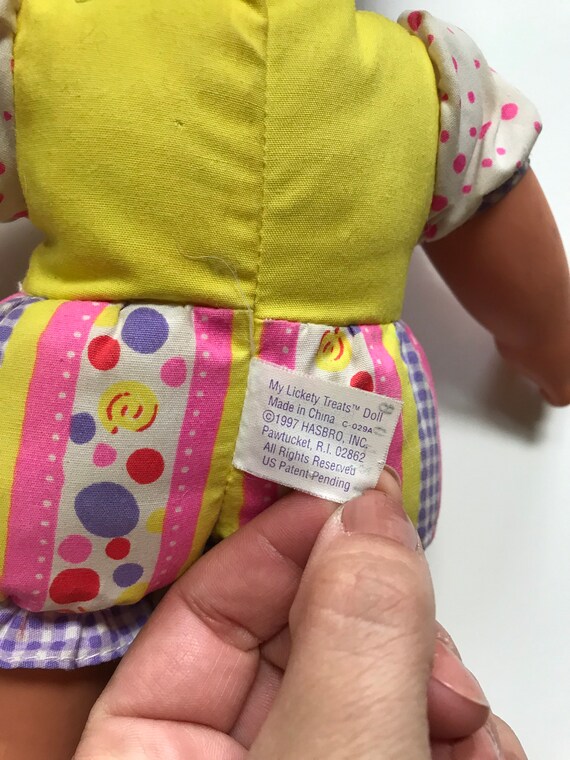 My Lickety Treats™ Doll
Made in China C-029A
©1997 HASBRO, INC.
Pawtucket, R.I. 02862
All Rights Reserved
US Patent Pending